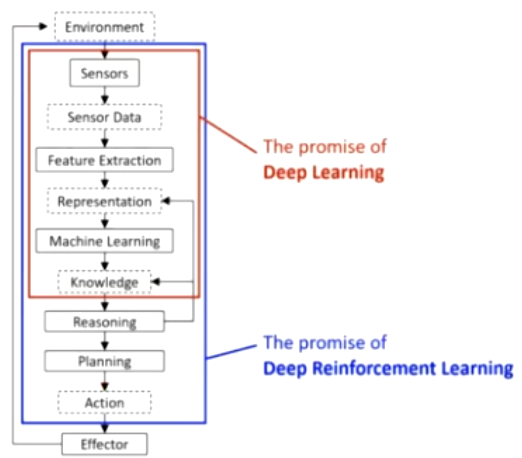 Environment
Sensors
Sensor Data
Feature Extraction
Representation
Machine Learning
Knowledge
Reasoning
Planning
Action
Effector
The promise of
Deep Learning
The promise of
Deep Reinforcement Learning